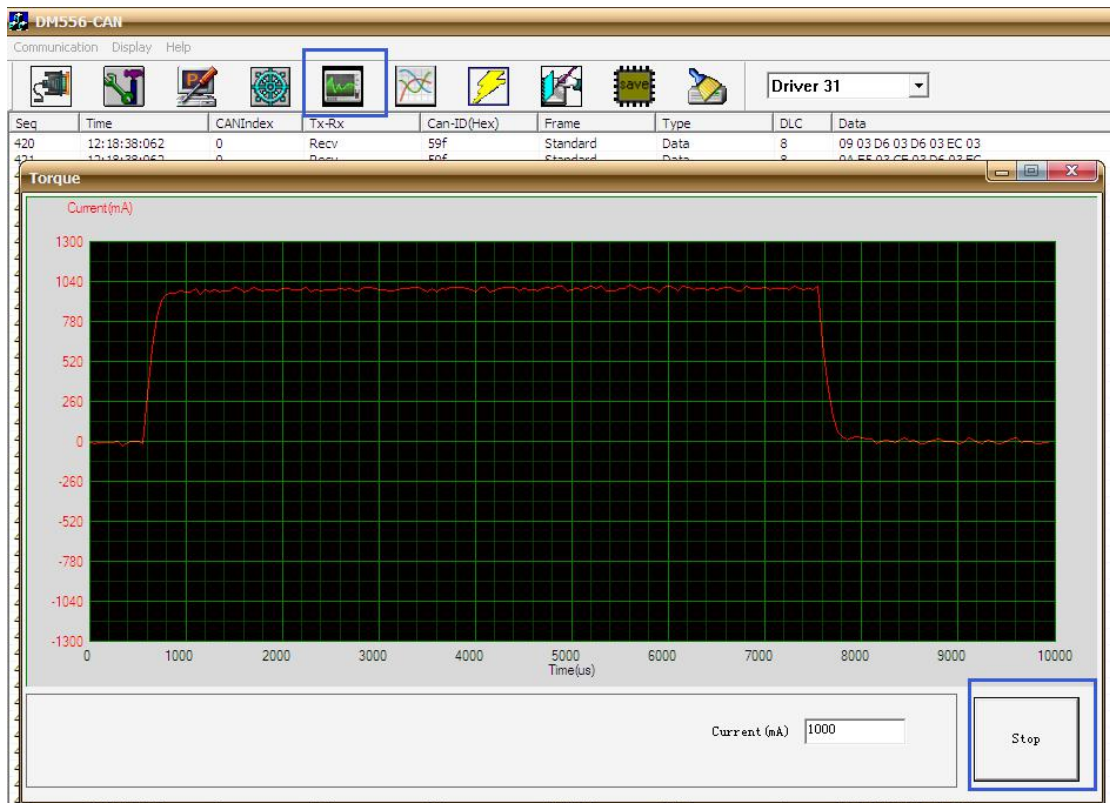 DM556-CAN
Communication Display Help
save
Driver 31
Seq Time CANIndex Tx-Rx Can-ID(Hex) Frame Type DLC Data
420 12:18:38:062 0 Recv 59f Standard Data 8 09 03 D6 03 D6 03 EC 03
Torque
Current(mA)
1300
1040
780
520
260
0
-260
-520
-780
-1040
-1300
0 1000 2000 3000 4000 5000 6000 7000 8000 9000 10000
Time(us)
Current(mA) 1000
Stop